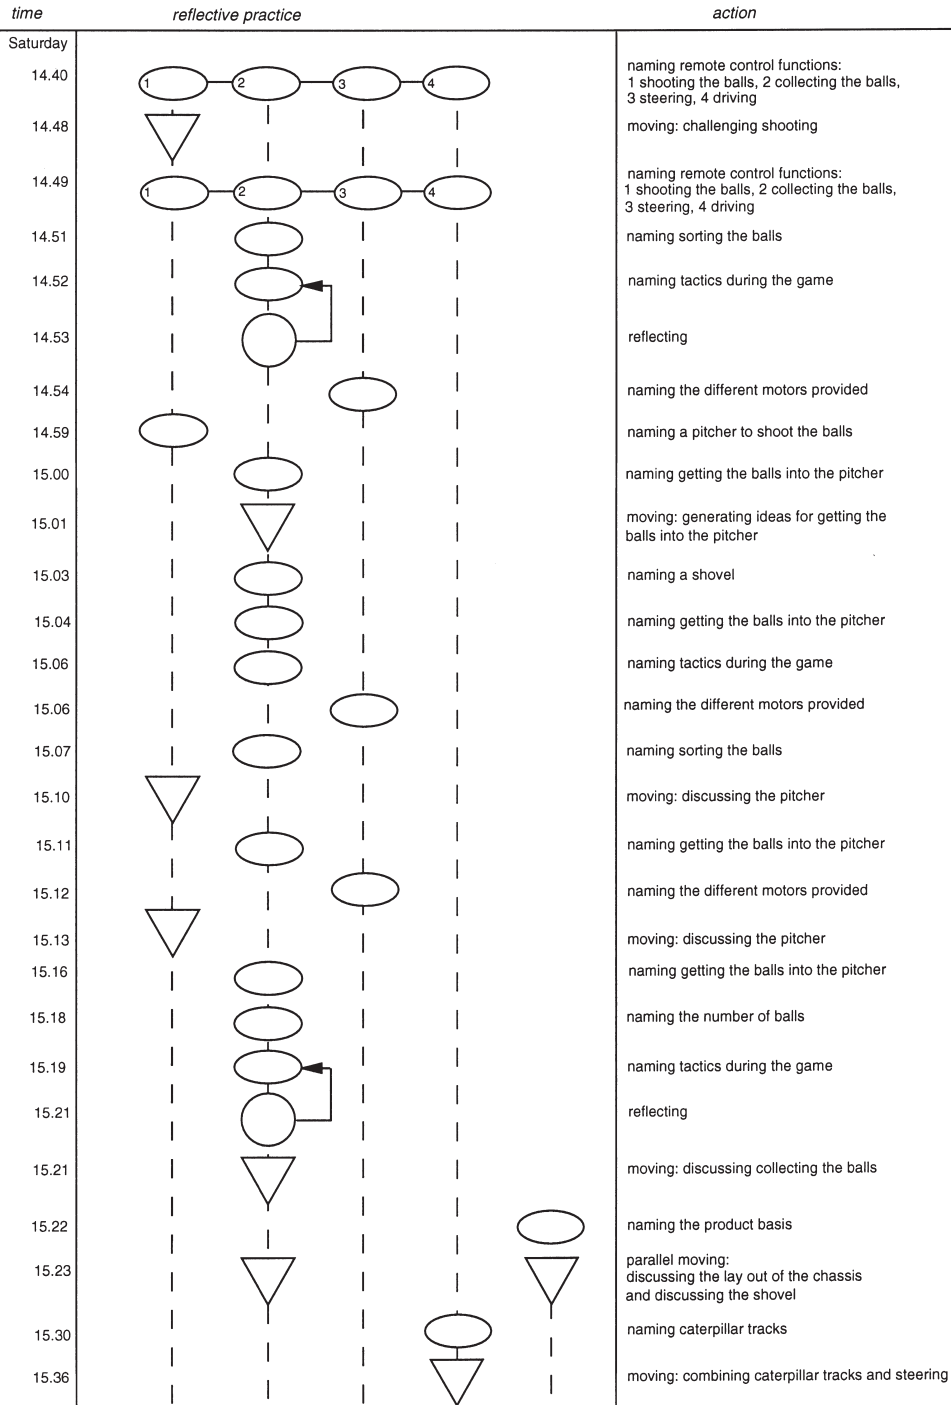 time reflective practice action
Saturday
14.40 1 2 3 4 naming remote control functions:
1 shooting the balls, 2 collecting the balls,
3 steering, 4 driving
14.48 moving: challenging shooting
14.49 1 2 3 4 naming remote control functions:
1 shooting the balls, 2 collecting the balls,
3 steering, 4 driving
14.51 naming sorting the balls
14.52 naming tactics during the game
14.53 reflecting
14.54 naming the different motors provided
14.59 naming a pitcher to shoot the balls
15.00 naming getting the balls into the pitcher
15.01 moving: generating ideas for getting the
balls into the pitcher
15.03 naming a shovel
15.04 naming getting the balls into the pitcher
15.06 naming tactics during the game
15.06 naming the different motors provided
15.07 naming sorting the balls
15.10 moving: discussing the pitcher
15.11 naming getting the balls into the pitcher
15.12 naming the different motors provided
15.13 moving: discussing the pitcher
15.16 naming getting the balls into the pitcher
15.18 naming the number of balls
15.19 naming tactics during the game
15.21 reflecting
15.21 moving: discussing collecting the balls
15.22 naming the product basis
15.23 parallel moving:
discussing the lay out of the chassis
and discussing the shovel
15.30 naming caterpillar tracks
15.36 moving: combining caterpillar tracks and steering